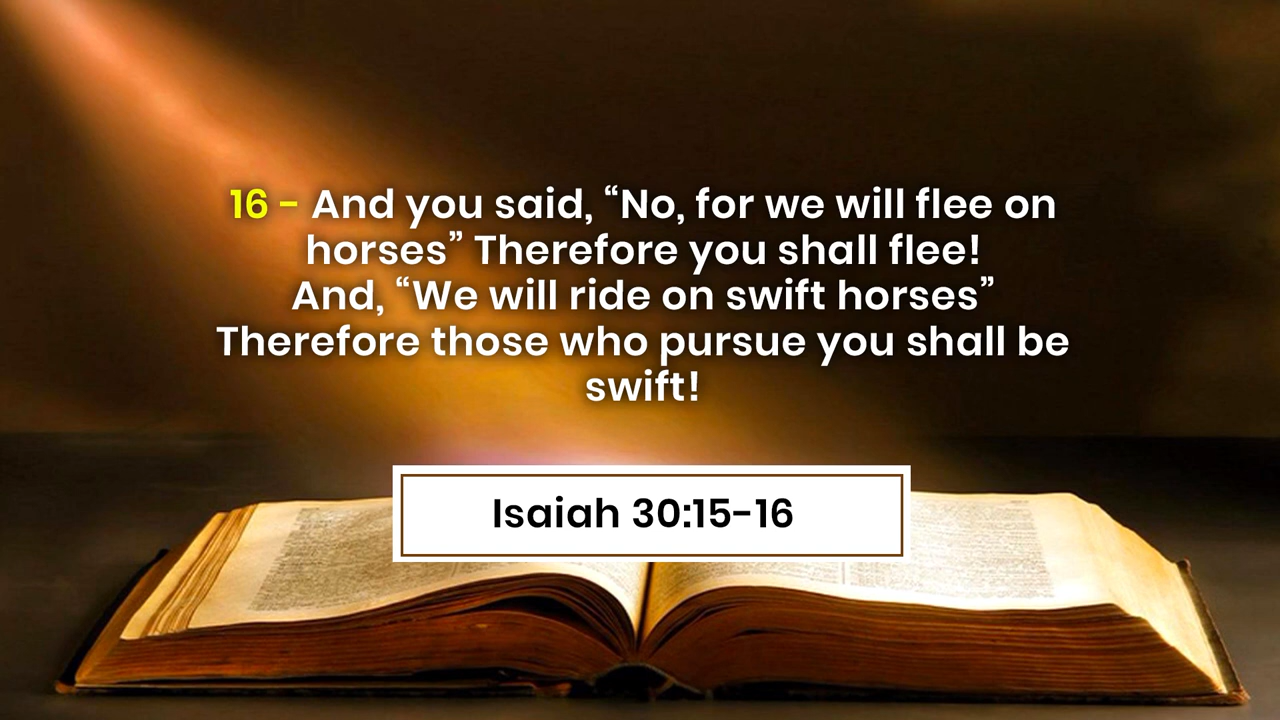 16 - And you said, “No, for we will flee on
horses” Therefore you shall flee!
And, “We will ride on swift horses”
Therefore those who pursue you shall be
swift!
Isaiah 30:15-16